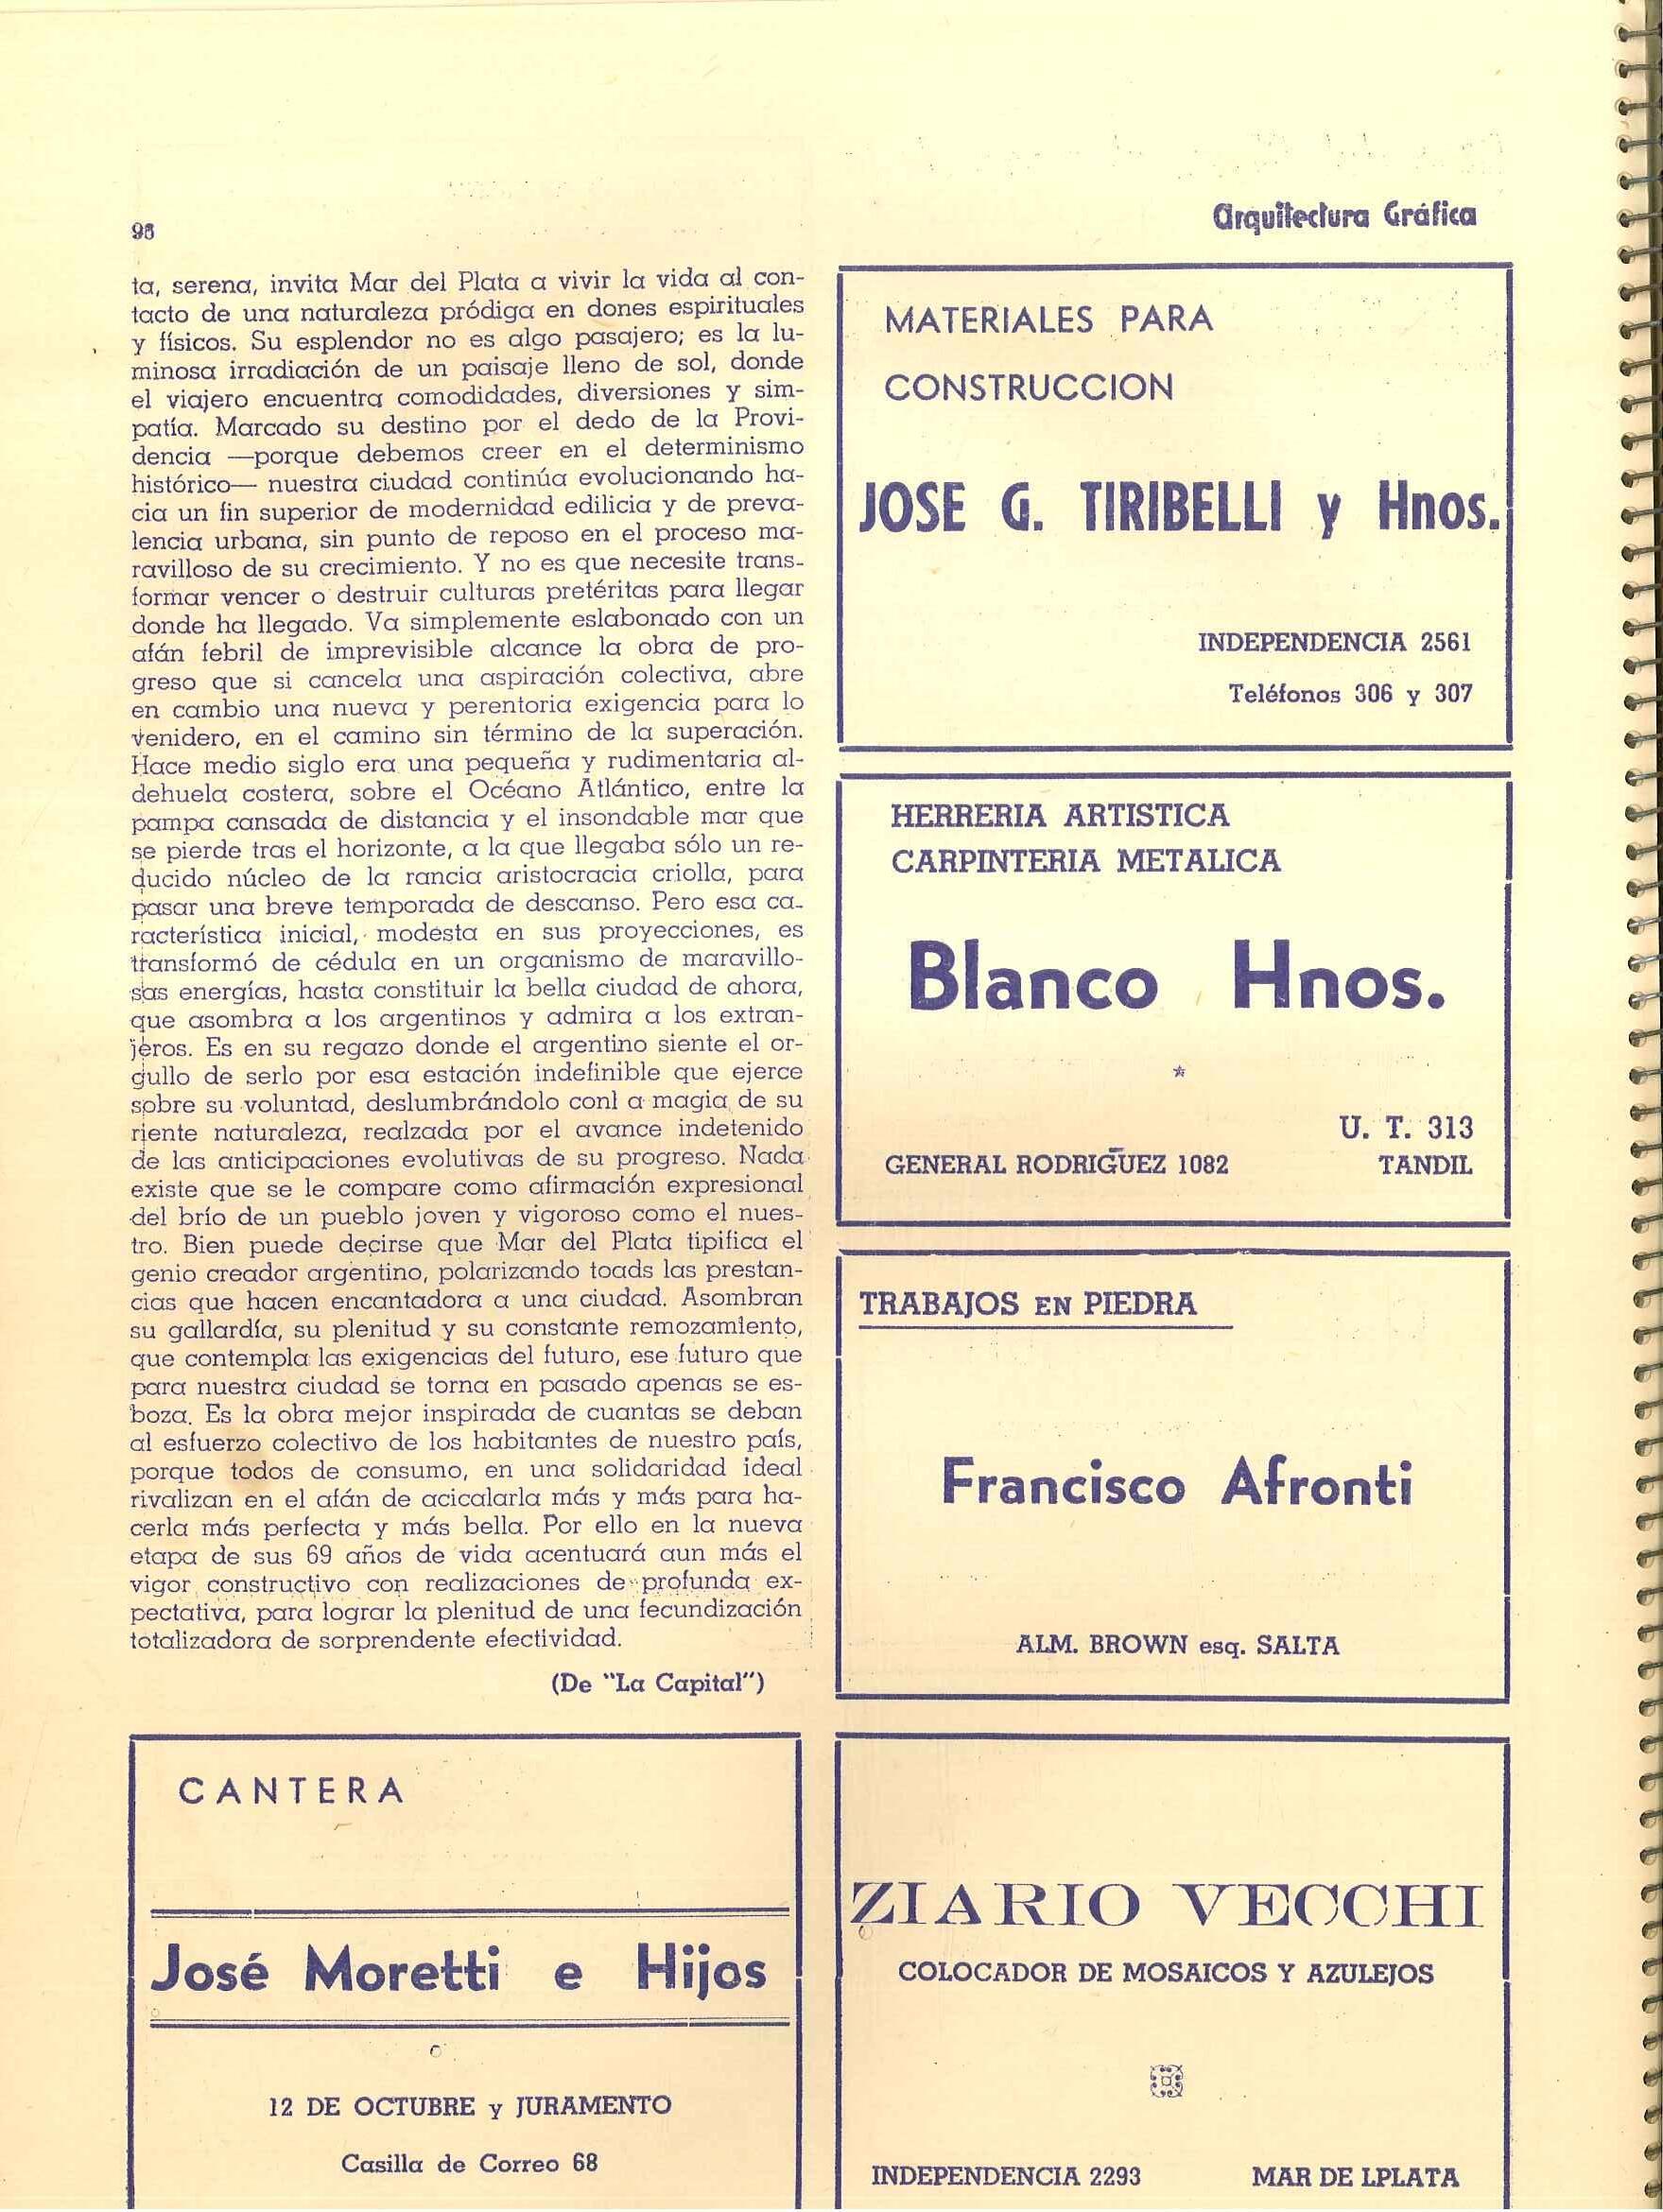 96
Arquitectura Gráfica
ta, serena, invita Mar del Plata a vivir la vida al con-
tacto de una naturaleza pródiga en dones espirituales
y físicos. Su esplendor no es algo pasajero; es la lu-
minosa irradiación de un paisaje lleno de sol, donde
el viajero encuentra comodidades, diversiones y sim-
patía. Marcado su destino por el dedo de la Provi-
dencia —porque debemos creer en el determinismo
histórico— nuestra ciudad continúa evolucionando ha-
cia un fin superior de modernidad edilicia y de preva-
lencia urbana, sin punto de reposo en el proceso ma-
ravilloso de su crecimiento. Y no es que necesite trans-
formar vencer o destruir culturas pretéritas para llegar
donde ha llegado. Va simplemente eslabonado con un
afán febril de imprevisible alcance la obra de pro-
greso que si cancela una aspiración colectiva, abre
en cambio una nueva y perentoria exigencia para lo
venidero, en el camino sin término de la superación.
Hace medio siglo era una pequeña y rudimentaria al-
dehuela costera, sobre el Océano Atlántico, entre la
pampa cansada de distancia y el insondable mar que
se pierde tras el horizonte, a la que llegaba sólo un re-
ducido núcleo de la rancia aristocracia criolla, para
pasar una breve temporada de descanso. Pero esa ca-
racterística inicial, modesta en sus proyecciones, es
transformó de cédula en un organismo de maravillo-
sas energías, hasta constituir la bella ciudad de ahora,
que asombra a los argentinos y admira a los extran-
jeros. Es en su regazo donde el argentino siente el or-
gullo de serlo por esa estación indefinible que ejerce
sobre su voluntad, deslumbrándolo conl a magia de su
riente naturaleza, realzada por el avance indetenido
de las anticipaciones evolutivas de su progreso. Nada
existe que se le compare como afirmación expresional
del brío de un pueblo joven y vigoroso como el nues-
tro. Bien puede decirse que Mar del Plata tipifica el
genio creador argentino, polarizando toads las prestan-
cias que hacen encantadora a una ciudad. Asombran
su gallardía, su plenitud y su constante remozamiento,
que contempla las exigencias del futuro, ese futuro que
para nuestra ciudad se torna en pasado apenas se es-
boza. Es la obra mejor inspirada de cuantas se deban
al esfuerzo colectivo de los habitantes de nuestro país,
porque todos de consumo, en una solidaridad ideal
rivalizan en el afán de acicalarla más y más para ha-
cerla más perfecta y más bella. Por ello en la nueva
etapa de sus 69 años de vida acentuará aun más el
vigor constructivo con realizaciones de profunda ex-
pectativa, para lograr la plenitud de una fecundización
totalizadora de sorprendente efectividad.
(De "La Capital")
MATERIALES PARA
CONSTRUCCION
JOSE G. TIRIBELLI y Hnos.
INDEPENDENCIA 2561
Teléfonos 306 y 307
HERRERIA ARTISTICA
CARPINTERIA METALICA
Blanco Hnos.
U. T. 313
GENERAL RODRIGUEZ 1082 TANDIL
TRABAJOS EN PIEDRA
Francisco Afronti
ALM. BROWN esq. SALTA
CANTERA
José Moretti e Hijos
12 DE OCTUBRE y JURAMENTO
Casilla de Correo 68
ZIARIO VECCHI
COLOCADOR DE MOSAICOS Y AZULEJOS
INDEPENDENCIA 2293 MAR DE LPLATA